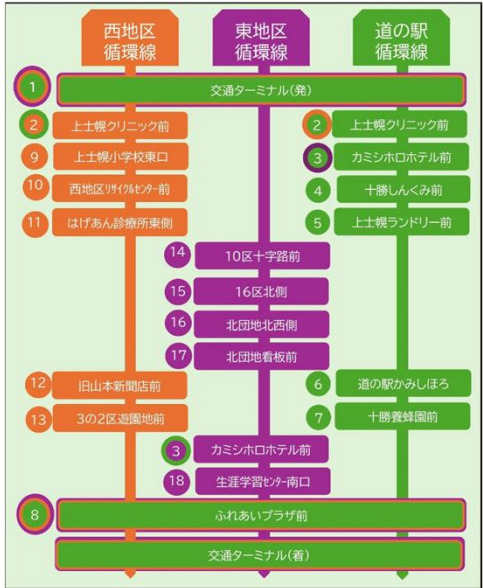 西地区
循環線
東地区
循環線
道の駅
循環線
1
交通ターミナル(発)
2
上士幌クリニック前
2
上士幌クリニック前
9
上士幌小学校東口
3
カミシホロホテル前
10
西地区リサイクルセンター前
4
十勝しんくみ前
11
はげあん診療所東側
5
上士幌ランドリー前
14
10区十字路前
15
16区北側
16
北団地北西側
17
北団地看板前
12
旧山本新聞店前
6
道の駅かみしほろ
13
3の2区遊園地前
7
十勝養蜂園前
3
カミシホロホテル前
18
生涯学習センター南口
8
ふれあいプラザ前
交通ターミナル(着)